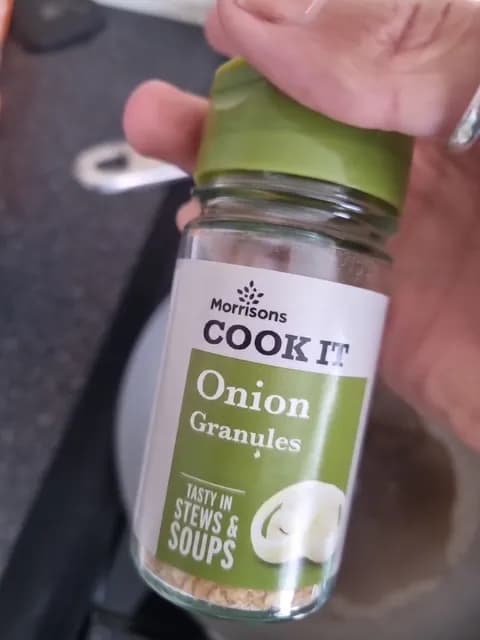 Morrisons
COOK IT
Onion
Granules
TASTY IN
STEWS &
SOUPS